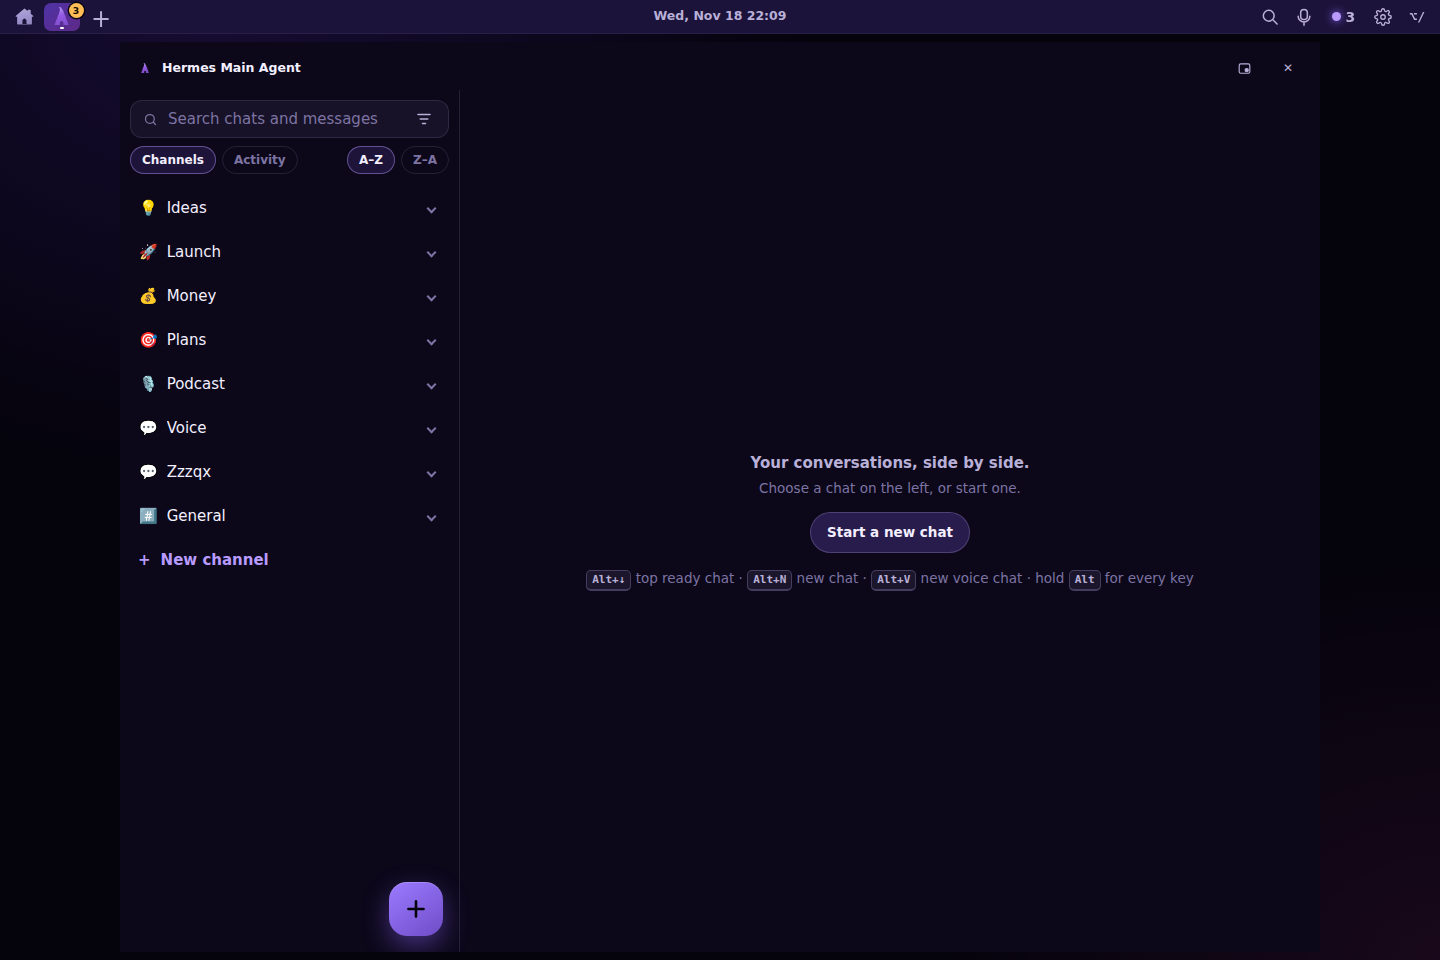 3
Wed, Nov 18 22:09
3
⌥/
Hermes Main Agent
×
Search chats and messages
Channels Activity A–Z Z–A
Ideas
Launch
Money
Plans
Podcast
Voice
Zzzqx
# General
+ New channel
Your conversations, side by side.
Choose a chat on the left, or start one.
Start a new chat
Alt+↓ top ready chat · Alt+N new chat · Alt+V new voice chat · hold Alt for every key
+